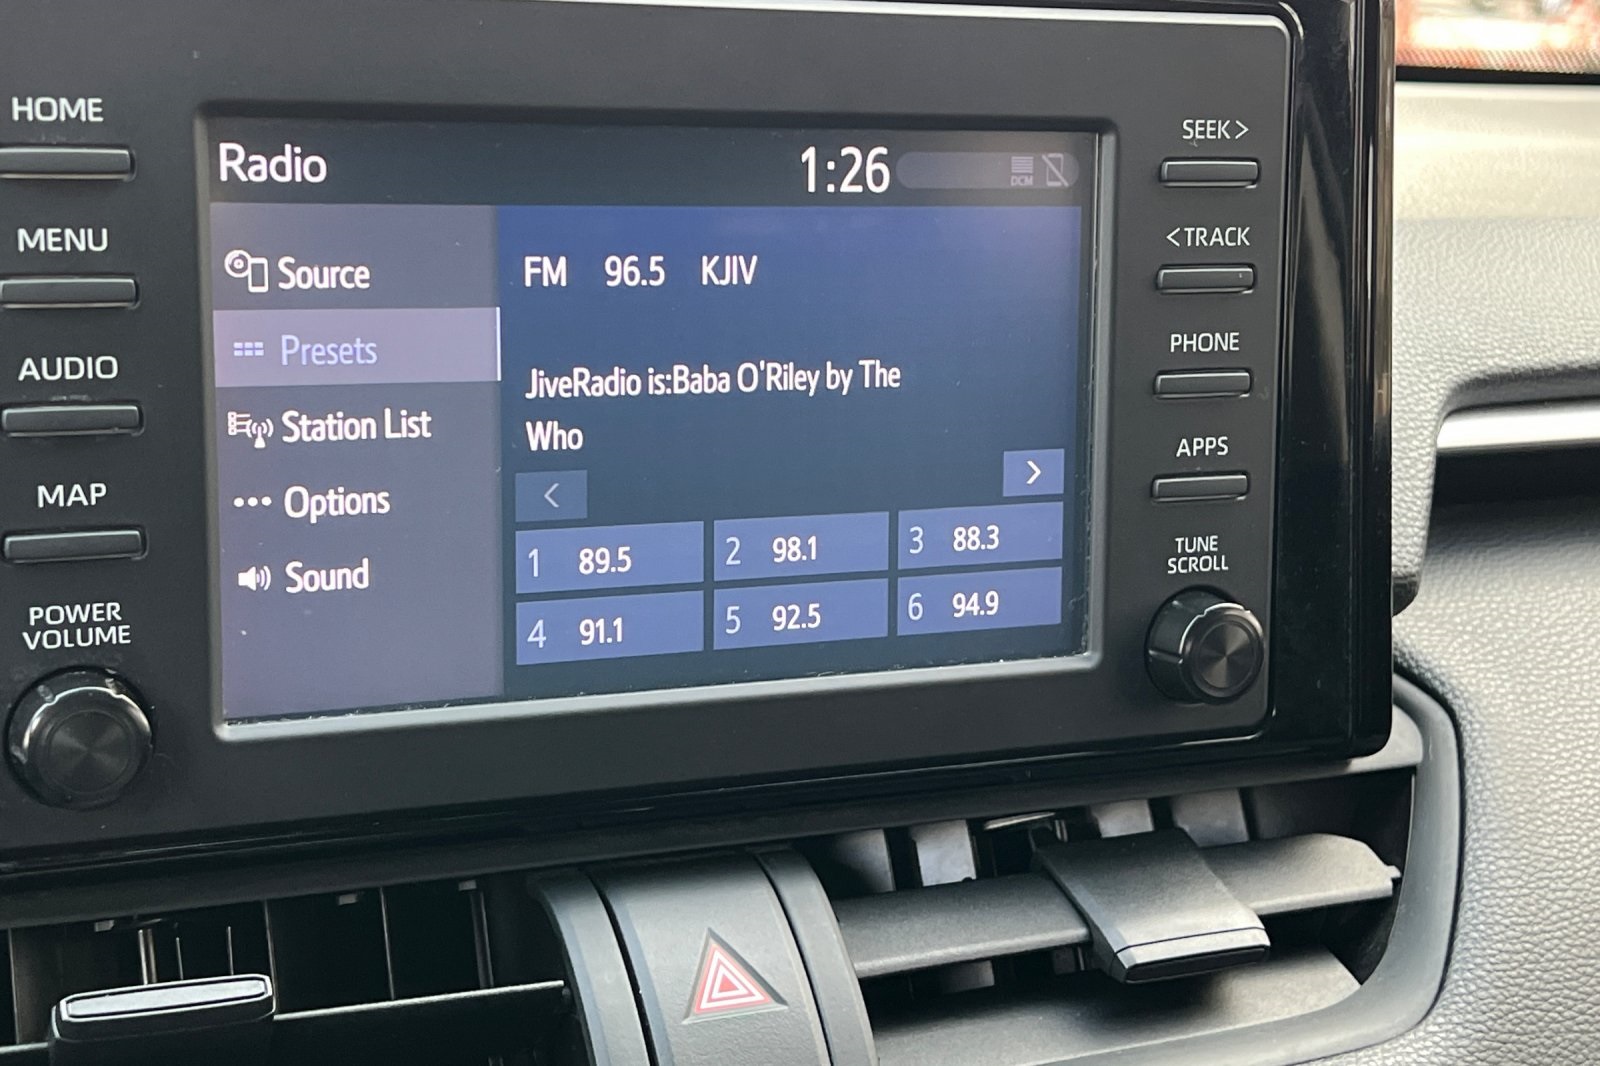 HOME
MENU
AUDIO
MAP
POWER
VOLUME
Radio
1:26
DCM
Source
Presets
Station List
Options
Sound
FM 96.5 KJIV
JiveRadio is:Baba O'Riley by The
Who
<
>
1 89.5
2 98.1
3 88.3
4 91.1
5 92.5
6 94.9
SEEK >
< TRACK
PHONE
APPS
TUNE
SCROLL